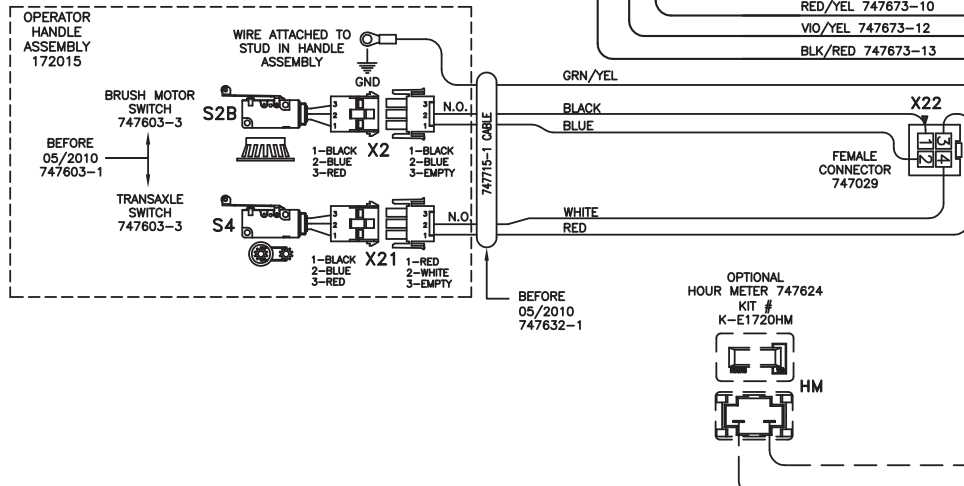 OPERATOR
HANDLE
ASSEMBLY
172015
WIRE ATTACHED TO
STUD IN HANDLE
ASSEMBLY
GND
RED/YEL 747673-10
VIO/YEL 747673-12
BLK/RED 747673-13
GRN/YEL
BRUSH MOTOR
SWITCH
747603-3
S2B
3
2
1
X2
3
2
1
N.O.
1-BLACK
2-BLUE
3-RED
1-BLACK
2-BLUE
3-EMPTY
BEFORE
05/2010
747603-1
TRANSAXLE
SWITCH
747603-3
S4
3
2
1
X21
3
2
1
N.O.
1-BLACK
2-BLUE
3-RED
1-RED
2-WHITE
3-EMPTY
747715-1 CABLE
BLACK
BLUE
WHITE
RED
X22
1
3
2
4
FEMALE
CONNECTOR
747029
BEFORE
05/2010
747632-1
OPTIONAL
HOUR METER 747624
KIT #
K-E1720HM
HM